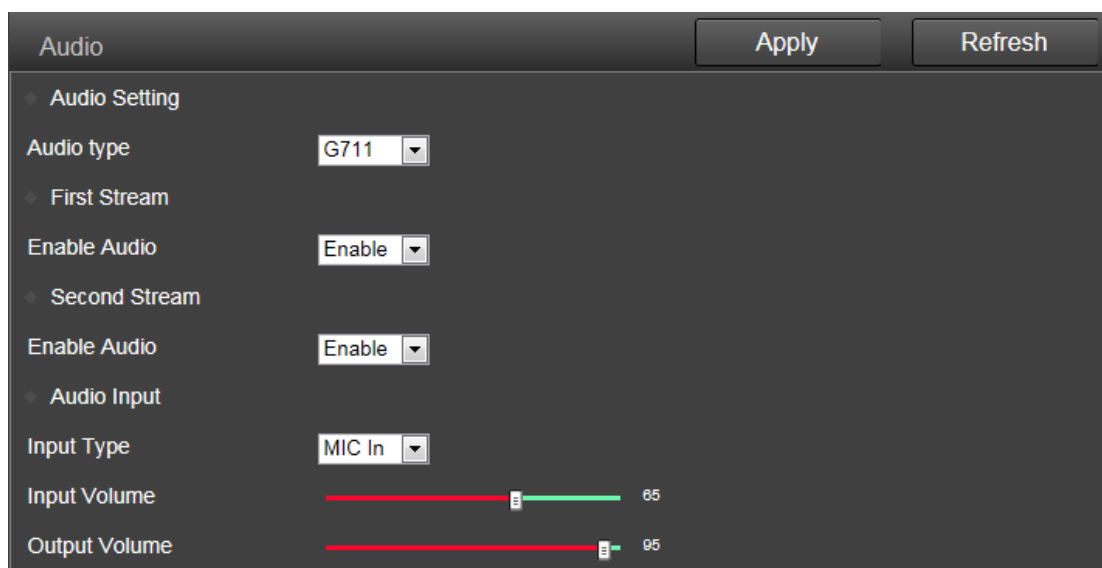 Audio Apply Refresh
Audio Setting
Audio type G711
First Stream
Enable Audio Enable
Second Stream
Enable Audio Enable
Audio Input
Input Type MIC In
Input Volume 65
Output Volume 95